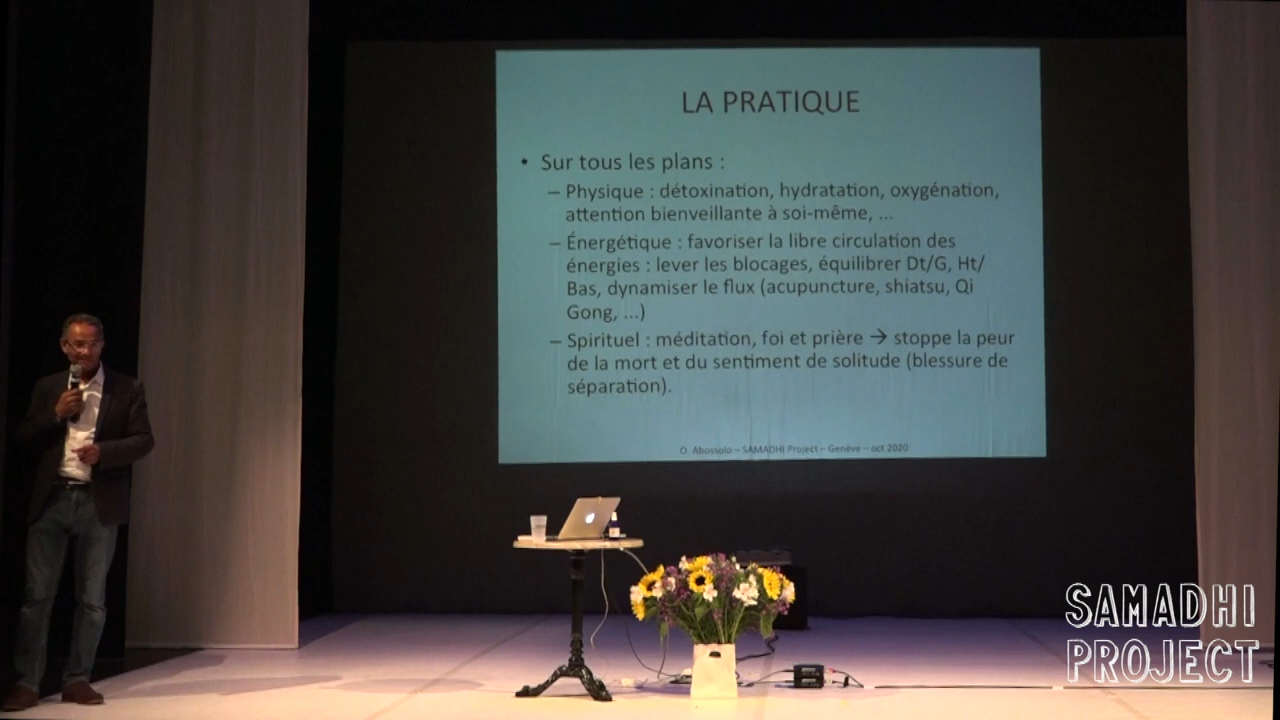 LA PRATIQUE
• Sur tous les plans :
– Physique : détoxination, hydratation, oxygénation,
attention bienveillante à soi-même, ...
– Énergétique : favoriser la libre circulation des
énergies : lever les blocages, équilibrer Dt/G, Ht/
Bas, dynamiser le flux (acupuncture, shiatsu, Qi
Gong, ...)
– Spirituel : méditation, foi et prière → stoppe la peur
de la mort et du sentiment de solitude (blessure de
séparation).
O. Abossolo – SAMADHI Project – Genève – oct 2020
SAMADHI
PROJECT